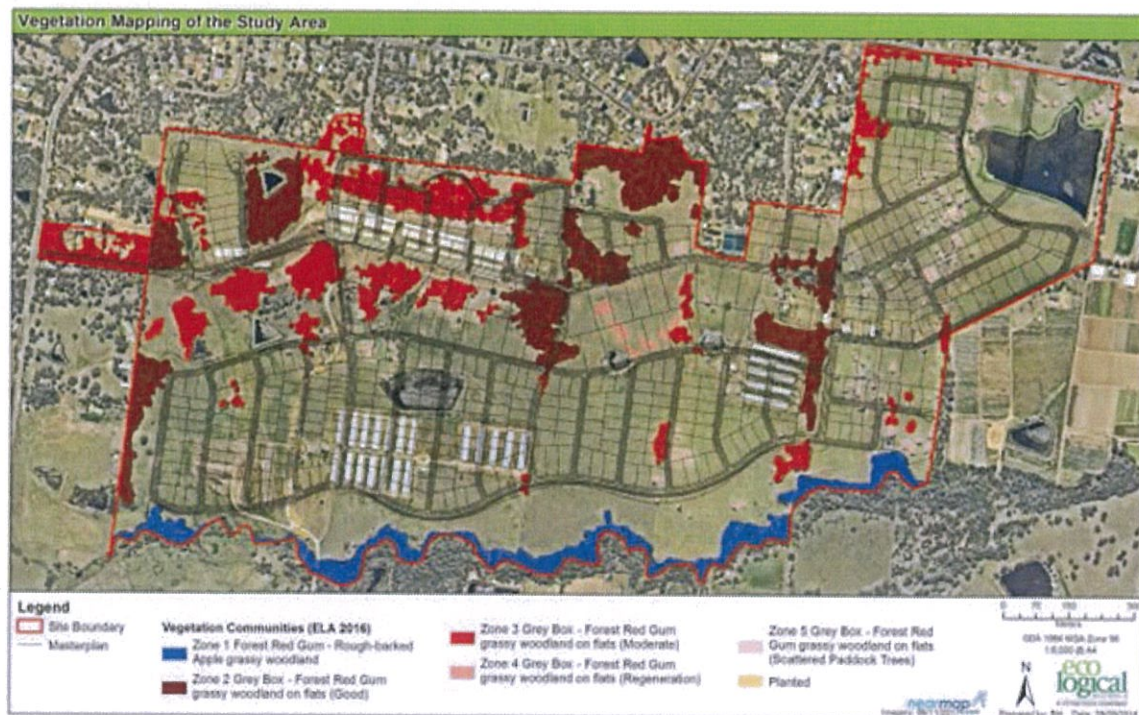 Vegetation Mapping of the Study Area
Legend
Site Boundary
Masterplan
Vegetation Communities (ELA 2016)
Zone 1 Forest Red Gum - Rough-barked
Apple grassy woodland
Zone 2 Grey Box - Forest Red Gum
grassy woodland on flats (Good)
Zone 3 Grey Box - Forest Red Gum
grassy woodland on flats (Moderate)
Zone 4 Grey Box - Forest Red Gum
grassy woodland on flats (Regeneration)
Zone 5 Grey Box - Forest Red
Gum grassy woodland on flats
(Scattered Paddock Trees)
Planted
nearmap
N
eco
logical